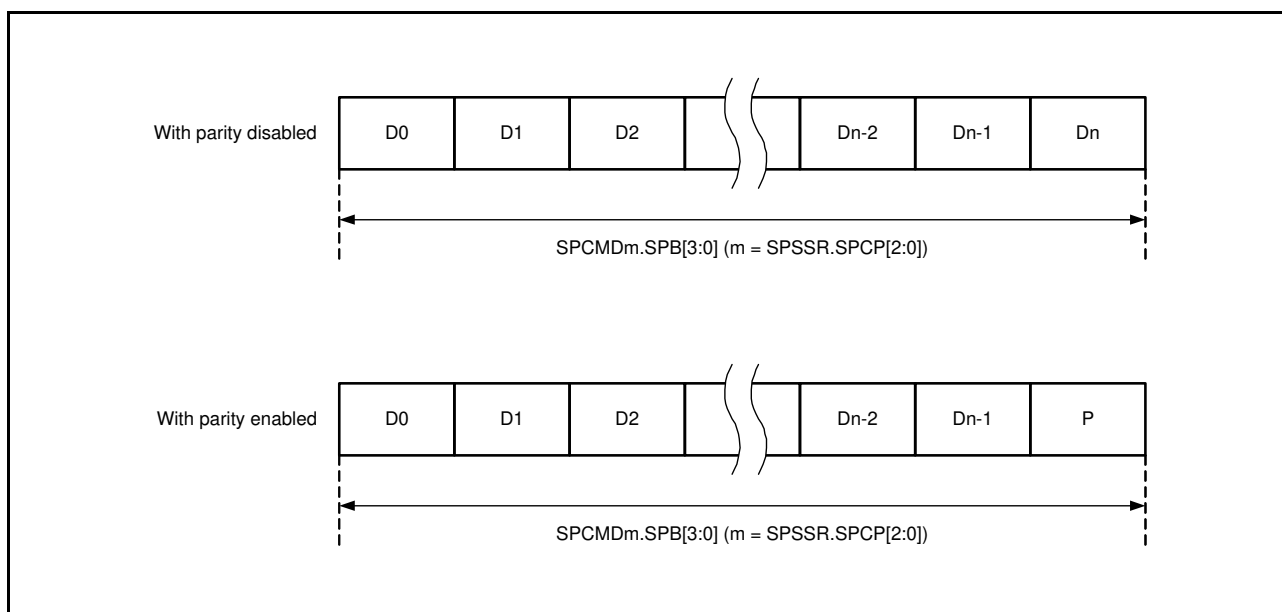 With parity disabled D0 D1 D2 Dn-2 Dn-1 Dn
SPCMDm.SPB[3:0] (m = SPSSR.SPCP[2:0])
With parity enabled D0 D1 D2 Dn-2 Dn-1 P
SPCMDm.SPB[3:0] (m = SPSSR.SPCP[2:0])